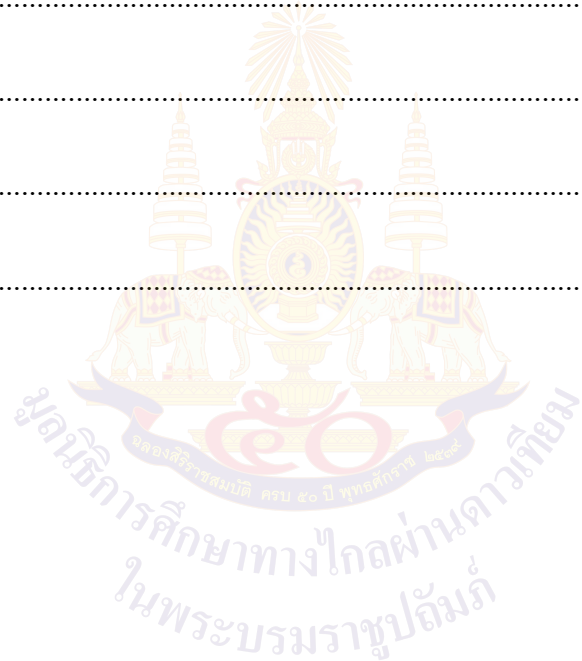 ฉลองสิริราชสมบัติ ครบ ๕๐ ปี พุทธศักราช ๒๕๓๙
๕๐
มูลนิธิการศึกษาทางไกลผ่านดาวเทียม
ในพระบรมราชูปถัมภ์